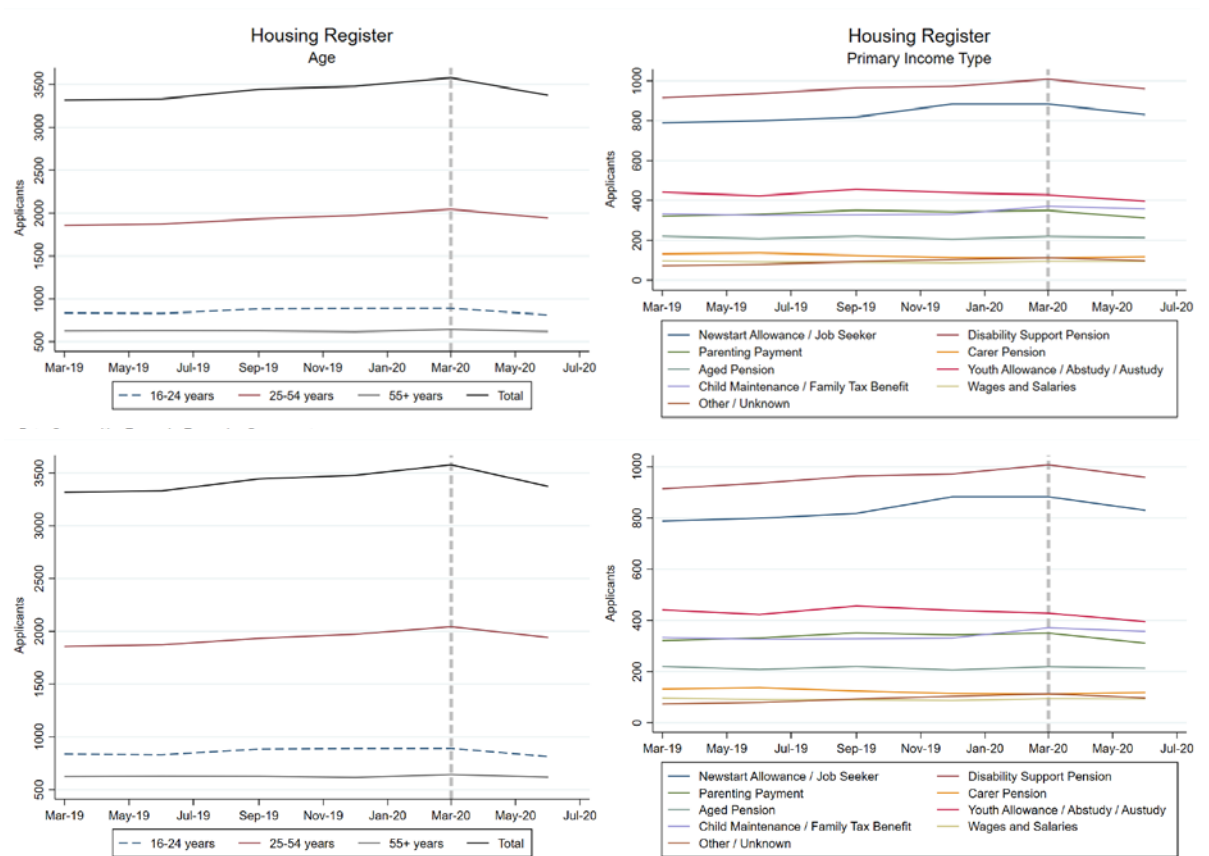 Housing Register
Age
Applicants
3500
3000
2500
2000
1500
1000
500
Mar-19 May-19 Jul-19 Sep-19 Nov-19 Jan-20 Mar-20 May-20 Jul-20
16-24 years 25-54 years 55+ years Total
Housing Register
Primary Income Type
Applicants
1000
800
600
400
200
0
Mar-19 May-19 Jul-19 Sep-19 Nov-19 Jan-20 Mar-20 May-20 Jul-20
Newstart Allowance / Job Seeker Disability Support Pension
Parenting Payment Carer Pension
Aged Pension Youth Allowance / Abstudy / Austudy
Child Maintenance / Family Tax Benefit Wages and Salaries
Other / Unknown
Applicants
3500
3000
2500
2000
1500
1000
500
Mar-19 May-19 Jul-19 Sep-19 Nov-19 Jan-20 Mar-20 May-20 Jul-20
16-24 years 25-54 years 55+ years Total
Applicants
1000
800
600
400
200
0
Mar-19 May-19 Jul-19 Sep-19 Nov-19 Jan-20 Mar-20 May-20 Jul-20
Newstart Allowance / Job Seeker Disability Support Pension
Parenting Payment Carer Pension
Aged Pension Youth Allowance / Abstudy / Austudy
Child Maintenance / Family Tax Benefit Wages and Salaries
Other / Unknown